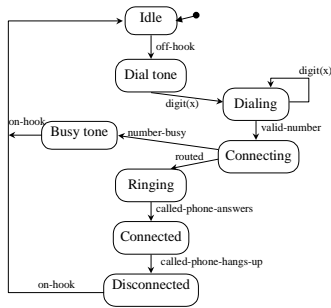 Idle
off-hook
Dial tone
digit(x)
digit(x)
Dialing
valid-number
on-hook
Busy tone
number-busy
Connecting
routed
Ringing
called-phone-answers
Connected
called-phone-hangs-up
on-hook
Disconnected